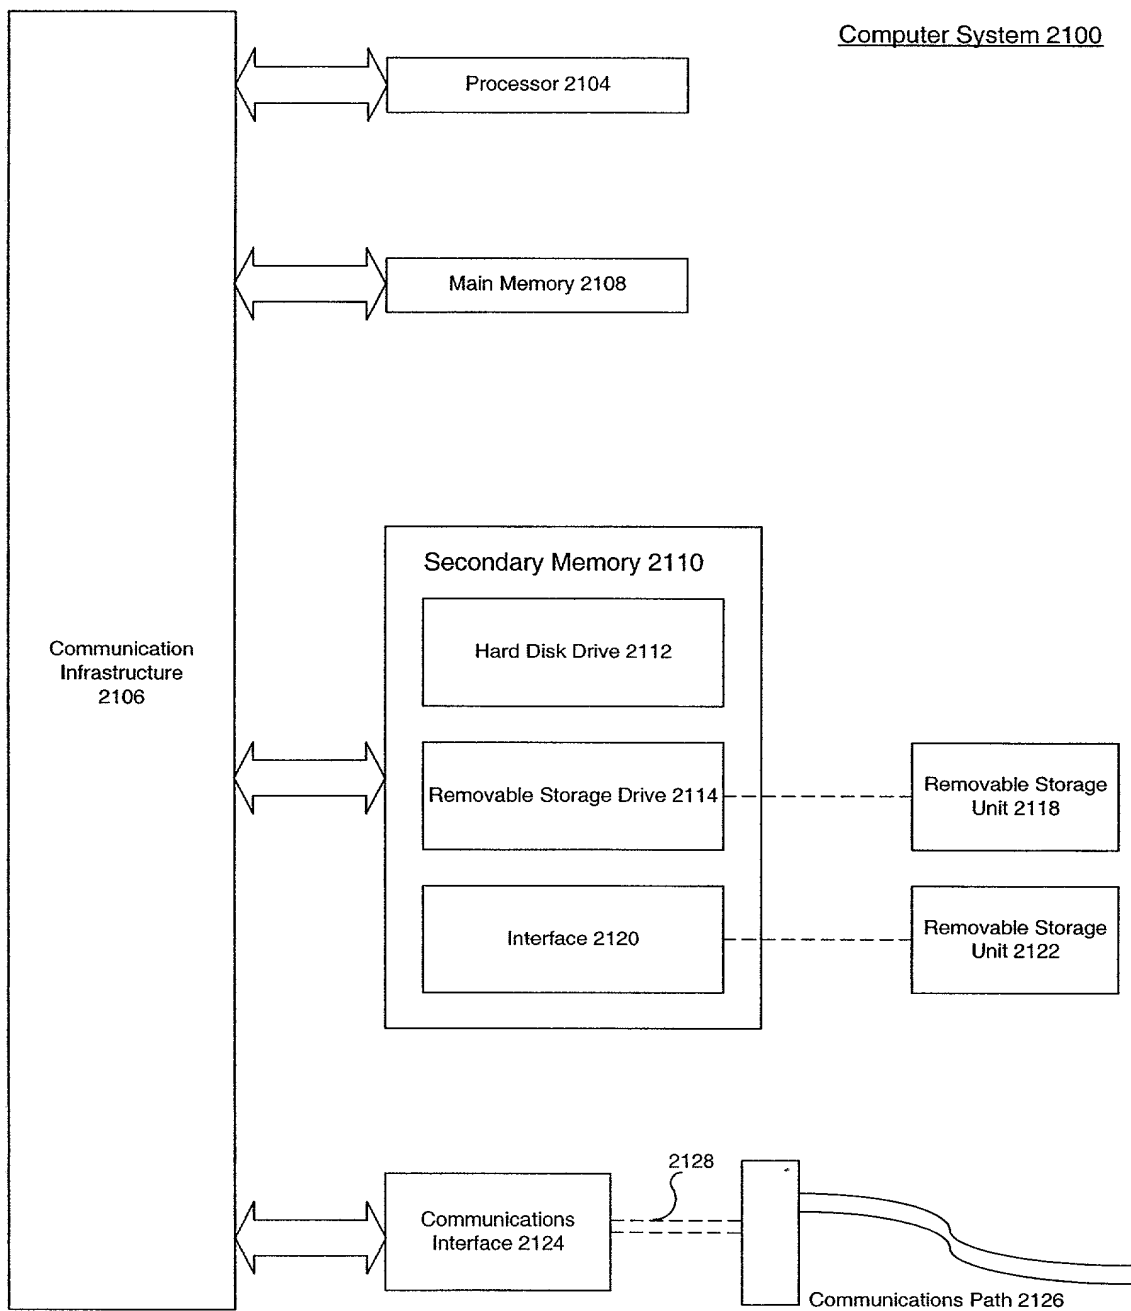 Computer System 2100
Processor 2104
Main Memory 2108
Secondary Memory 2110
Hard Disk Drive 2112
Communication
Infrastructure
2106
Removable Storage Drive 2114
Removable Storage
Unit 2118
Interface 2120
Removable Storage
Unit 2122
2128
Communications
Interface 2124
Communications Path 2126